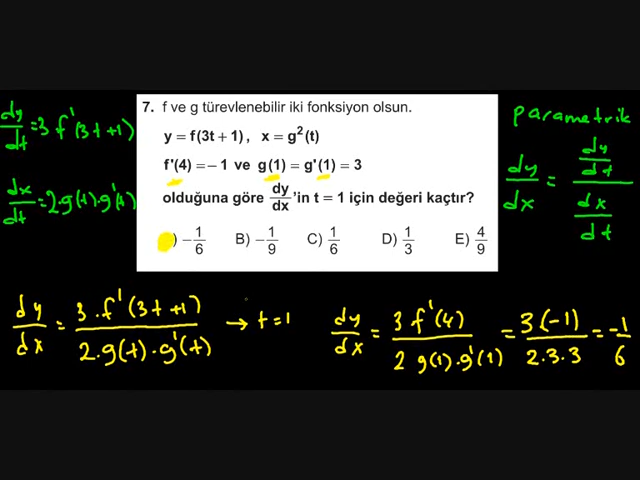 7. f ve g türevlenebilir iki fonksiyon olsun.
y = f(3t + 1) , x = g²(t)
f'(4) = – 1 ve g(1) = g'(1) = 3
olduğuna göre dy/dx 'in t = 1 için değeri kaçtır?
) – 1/6 B) – 1/9 C) 1/6 D) 1/3 E) 4/9
dy/dt = 3 f'(3t+1)
dx/dt = 2g(t).g'(t)
parametrik
dy/dx = (dy/dt)/(dx/dt)
dy/dx = 3.f'(3t+1)/2.g(t).g'(t) → t=1
dy/dx = 3f'(4)/2 g(1).g'(1) = 3(-1)/2.3.3 = -1/6